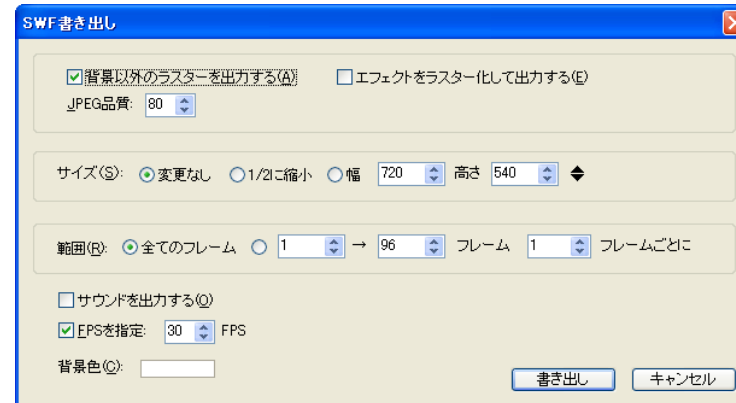 SWF書き出し
背景以外のラスターを出力する(A) エフェクトをラスター化して出力する(E)
JPEG品質: 80
サイズ(S): 変更なし 1/2に縮小 幅 720 高さ 540
範囲(R): 全てのフレーム 1 → 96 フレーム 1 フレームごとに
サウンドを出力する(O)
FPSを指定: 30 FPS
背景色(C):
書き出し キャンセル